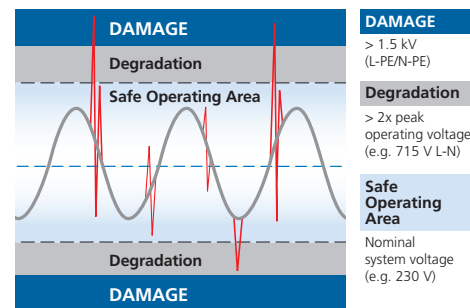 DAMAGE
Degradation
Safe Operating Area
Degradation
DAMAGE
DAMAGE
> 1.5 kV
(L-PE/N-PE)
Degradation
> 2x peak
operating voltage
(e.g. 715 V L-N)
Safe
Operating
Area
Nominal
system voltage
(e.g. 230 V)